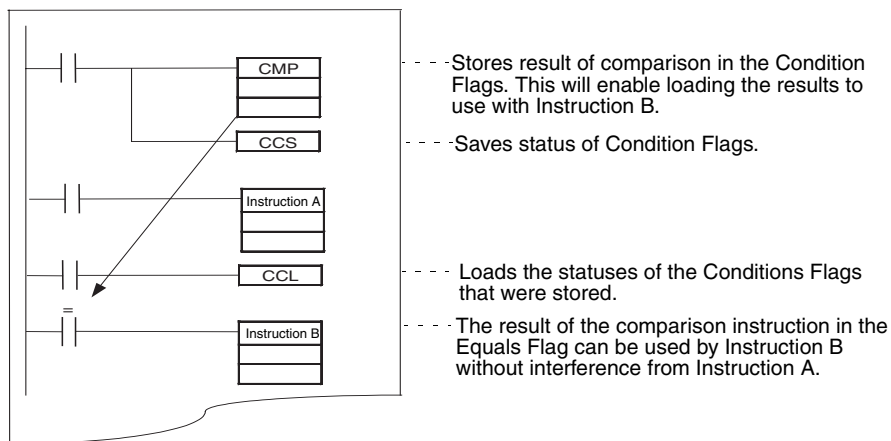 CMP
Stores result of comparison in the Condition
Flags. This will enable loading the results to
use with Instruction B.
CCS
Saves status of Condition Flags.
Instruction A
CCL
Loads the statuses of the Conditions Flags
that were stored.
=
Instruction B
The result of the comparison instruction in the
Equals Flag can be used by Instruction B
without interference from Instruction A.